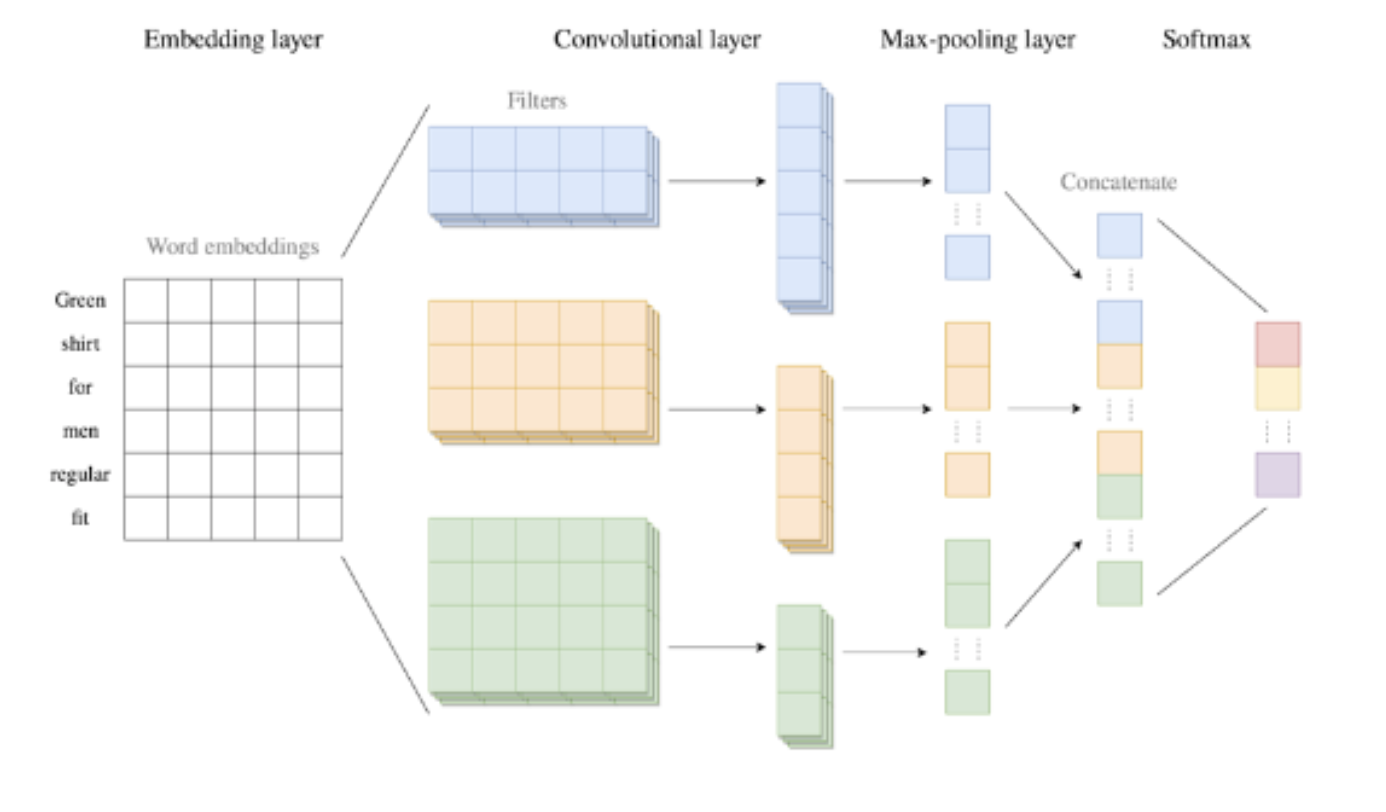 Embedding layer
Convolutional layer
Max-pooling layer
Softmax
Filters
Concatenate
Word embeddings
Green
shirt
for
men
regular
fit